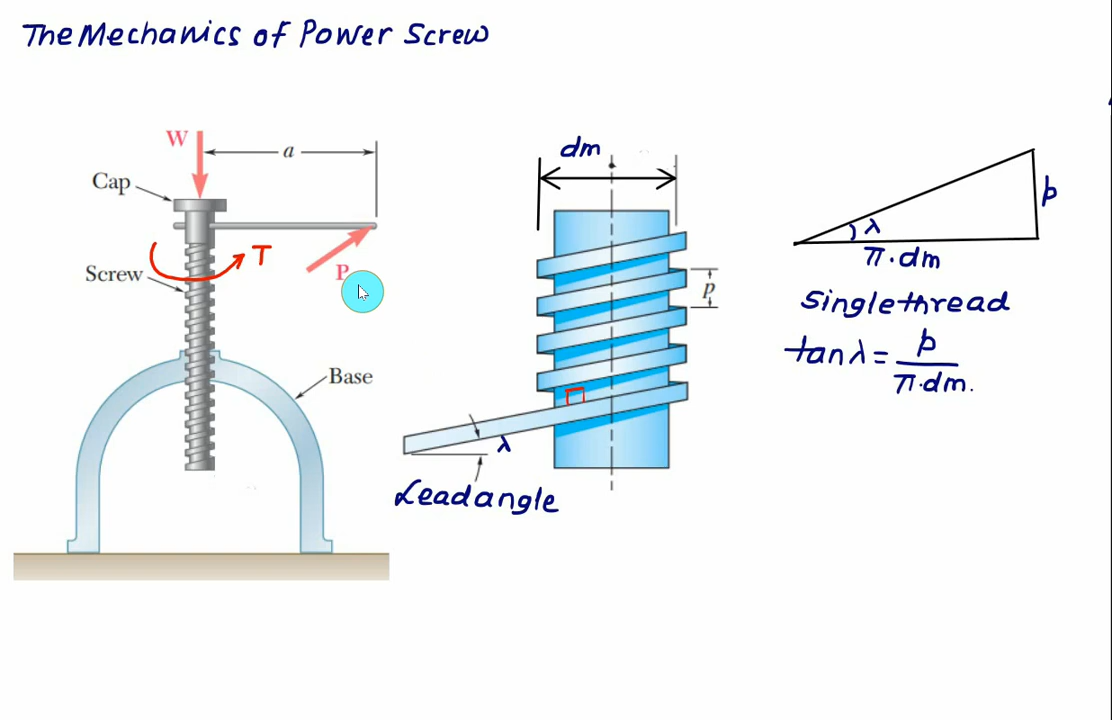 The Mechanics of Power Screw
W
a
Cap
T
Screw
P
Base
dm
p
λ
Lead angle
λ
p
π·dm
Single thread
tanλ = p / π·dm.